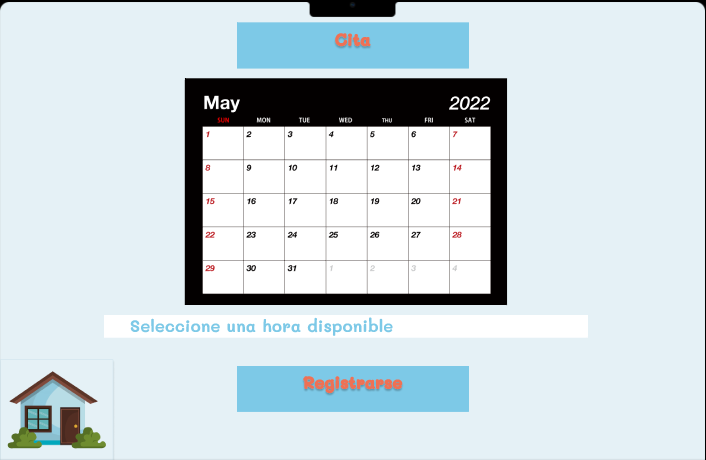 Cita
May 2022
SUN MON TUE WED THU FRI SAT
1 2 3 4 5 6 7
8 9 10 11 12 13 14
15 16 17 18 19 20 21
22 23 24 25 26 27 28
29 30 31 1 2 3 4
Seleccione una hora disponible
Registrarse